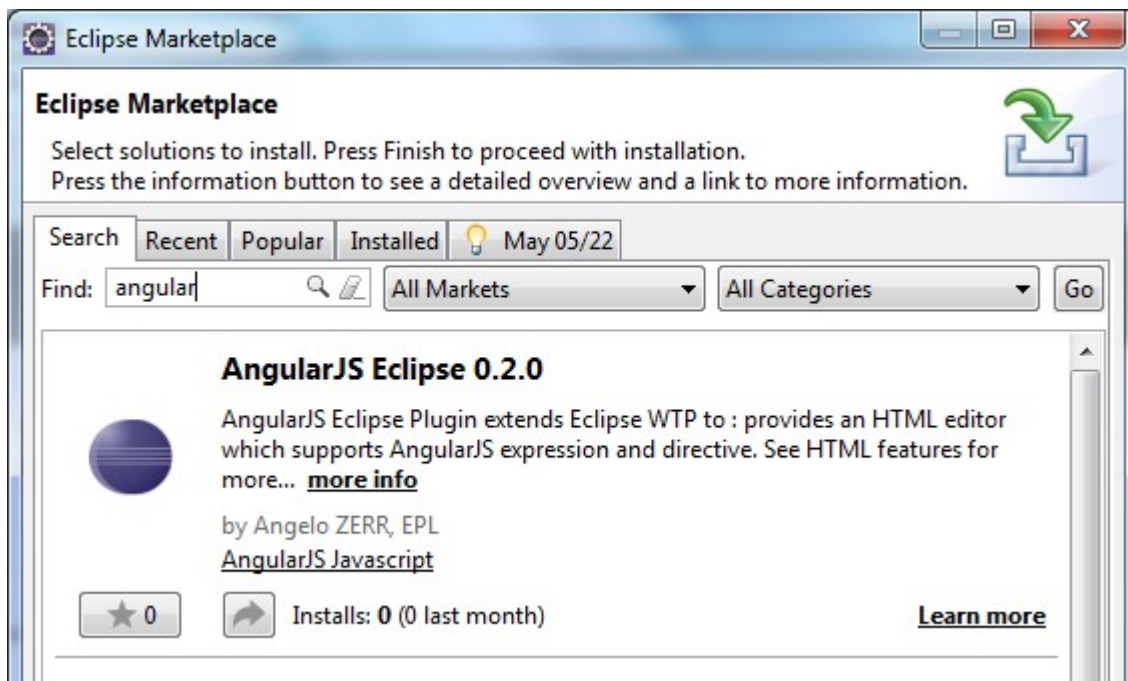 Eclipse Marketplace
Eclipse Marketplace
Select solutions to install. Press Finish to proceed with installation.
Press the information button to see a detailed overview and a link to more information.
Search Recent Popular Installed May 05/22
Find: angular All Markets All Categories Go
AngularJS Eclipse 0.2.0
AngularJS Eclipse Plugin extends Eclipse WTP to : provides an HTML editor
which supports AngularJS expression and directive. See HTML features for
more... more info
by Angelo ZERR, EPL
AngularJS Javascript
0 Installs: 0 (0 last month) Learn more